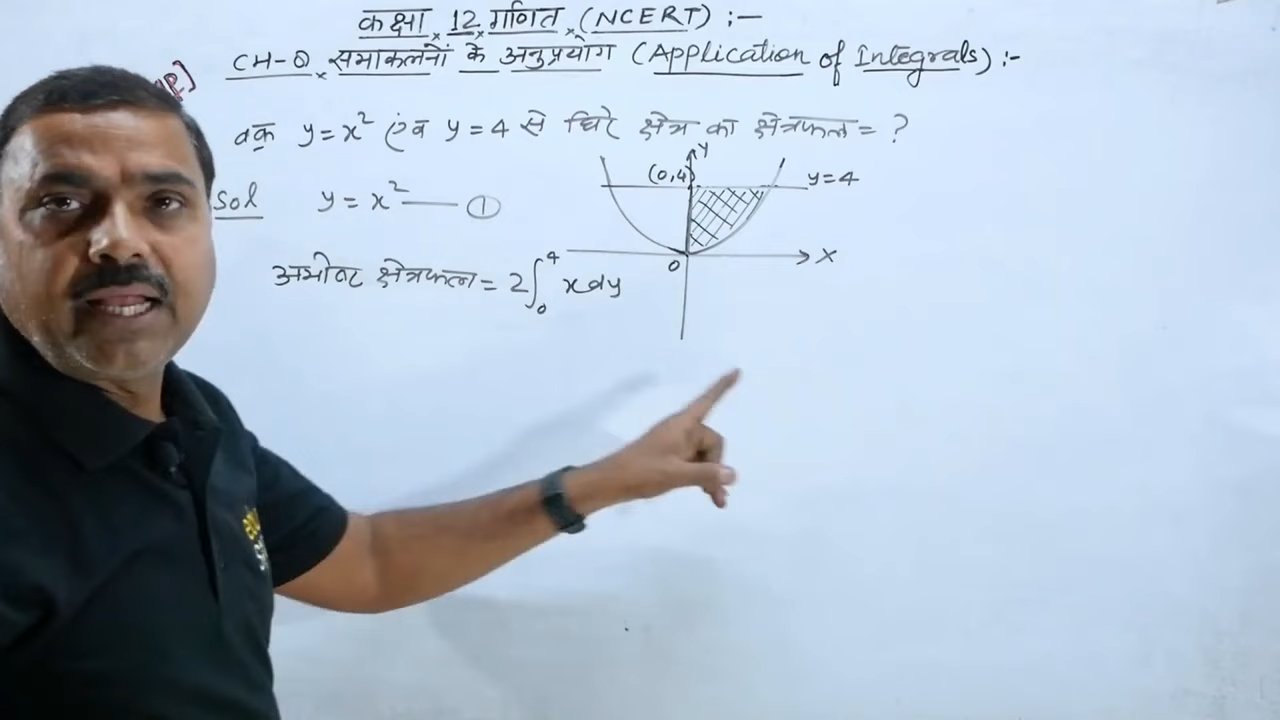 कक्षा 12 गणित (NCERT) :-
CH-8 समाकलनों के अनुप्रयोग (Application of Integrals) :-
वक्र y=x² एवं y=4 से घिरे क्षेत्र का क्षेत्रफल = ?
Sol y = x² —— ①
(0,4) Y y=4
O X
अभीष्ट क्षेत्रफल = 2∫₀⁴ x dy